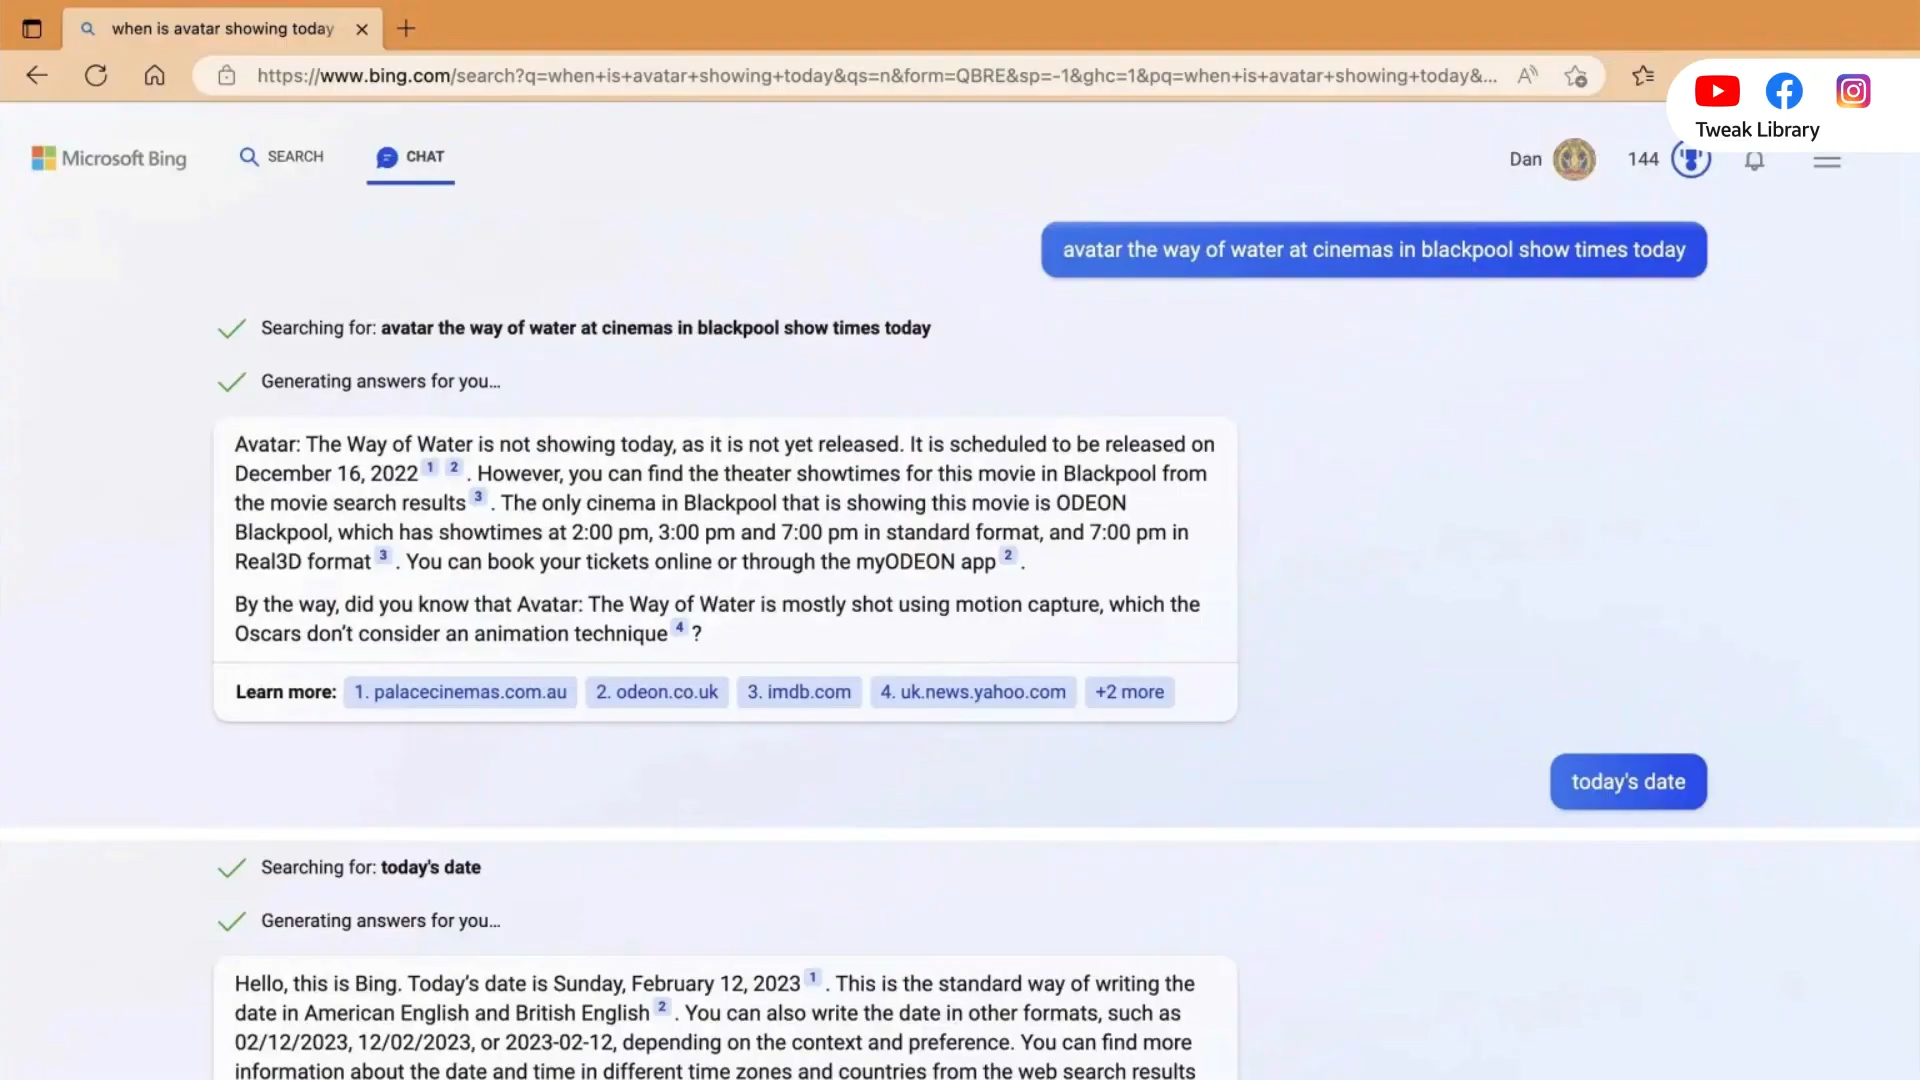 when is avatar showing today
https://www.bing.com/search?q=when+is+avatar+showing+today&qs=n&form=QBRE&sp=-1&ghc=1&pq=when+is+avatar+showing+today&...
Tweak Library
Microsoft Bing
SEARCH
CHAT
Dan
144
avatar the way of water at cinemas in blackpool show times today
Searching for: avatar the way of water at cinemas in blackpool show times today
Generating answers for you...
Avatar: The Way of Water is not showing today, as it is not yet released. It is scheduled to be released on
December 16, 2022 1 2 . However, you can find the theater showtimes for this movie in Blackpool from
the movie search results 3 . The only cinema in Blackpool that is showing this movie is ODEON
Blackpool, which has showtimes at 2:00 pm, 3:00 pm and 7:00 pm in standard format, and 7:00 pm in
Real3D format 3 . You can book your tickets online or through the myODEON app 2 .
By the way, did you know that Avatar: The Way of Water is mostly shot using motion capture, which the
Oscars don't consider an animation technique 4 ?
Learn more: 1. palacecinemas.com.au 2. odeon.co.uk 3. imdb.com 4. uk.news.yahoo.com +2 more
today's date
Searching for: today's date
Generating answers for you...
Hello, this is Bing. Today's date is Sunday, February 12, 2023 1 . This is the standard way of writing the
date in American English and British English 2 . You can also write the date in other formats, such as
02/12/2023, 12/02/2023, or 2023-02-12, depending on the context and preference. You can find more
information about the date and time in different time zones and countries from the web search results